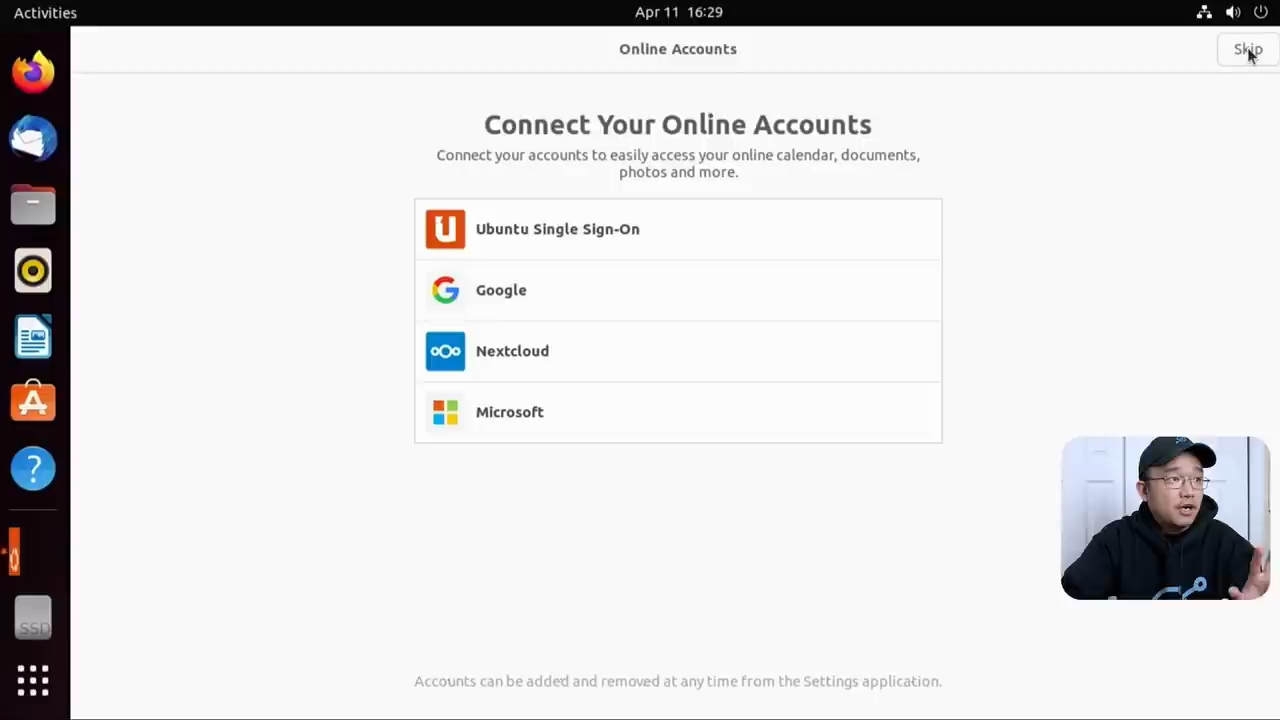 Activities
Apr 11 16:29
Online Accounts
Skip
Connect Your Online Accounts
Connect your accounts to easily access your online calendar, documents,
photos and more.
Ubuntu Single Sign-On
Google
Nextcloud
Microsoft
SSD
Accounts can be added and removed at any time from the Settings application.